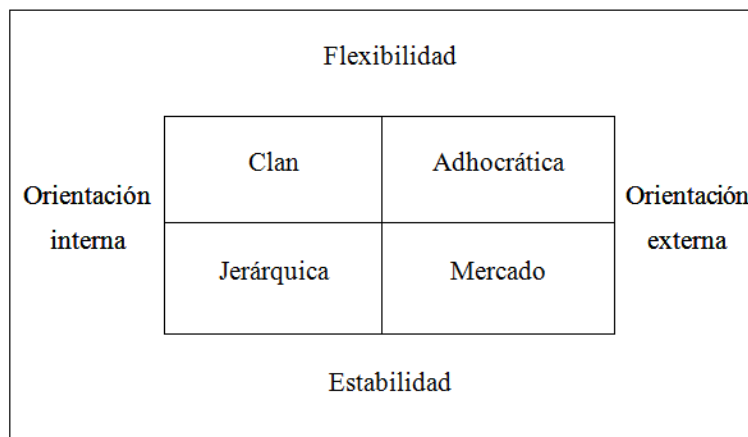 Flexibilidad
Clan
Adhocrática
Orientación
interna
Orientación
externa
Jerárquica
Mercado
Estabilidad